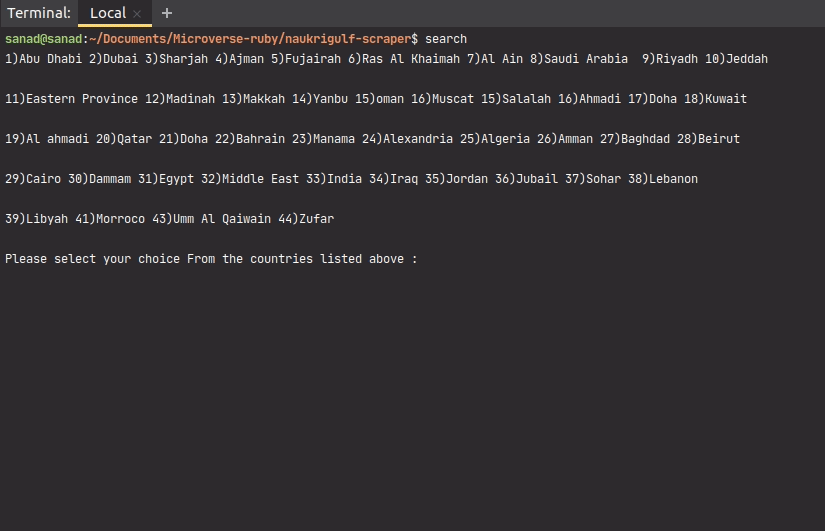 Terminal: Local × +
sanad@sanad:~/Documents/Microverse-ruby/naukrigulf-scraper$ search
1)Abu Dhabi 2)Dubai 3)Sharjah 4)Ajman 5)Fujairah 6)Ras Al Khaimah 7)Al Ain 8)Saudi Arabia  9)Riyadh 10)Jeddah
11)Eastern Province 12)Madinah 13)Makkah 14)Yanbu 15)oman 16)Muscat 15)Salalah 16)Ahmadi 17)Doha 18)Kuwait
19)Al ahmadi 20)Qatar 21)Doha 22)Bahrain 23)Manama 24)Alexandria 25)Algeria 26)Amman 27)Baghdad 28)Beirut
29)Cairo 30)Dammam 31)Egypt 32)Middle East 33)India 34)Iraq 35)Jordan 36)Jubail 37)Sohar 38)Lebanon
39)Libyah 41)Morroco 43)Umm Al Qaiwain 44)Zufar
Please select your choice From the countries listed above :